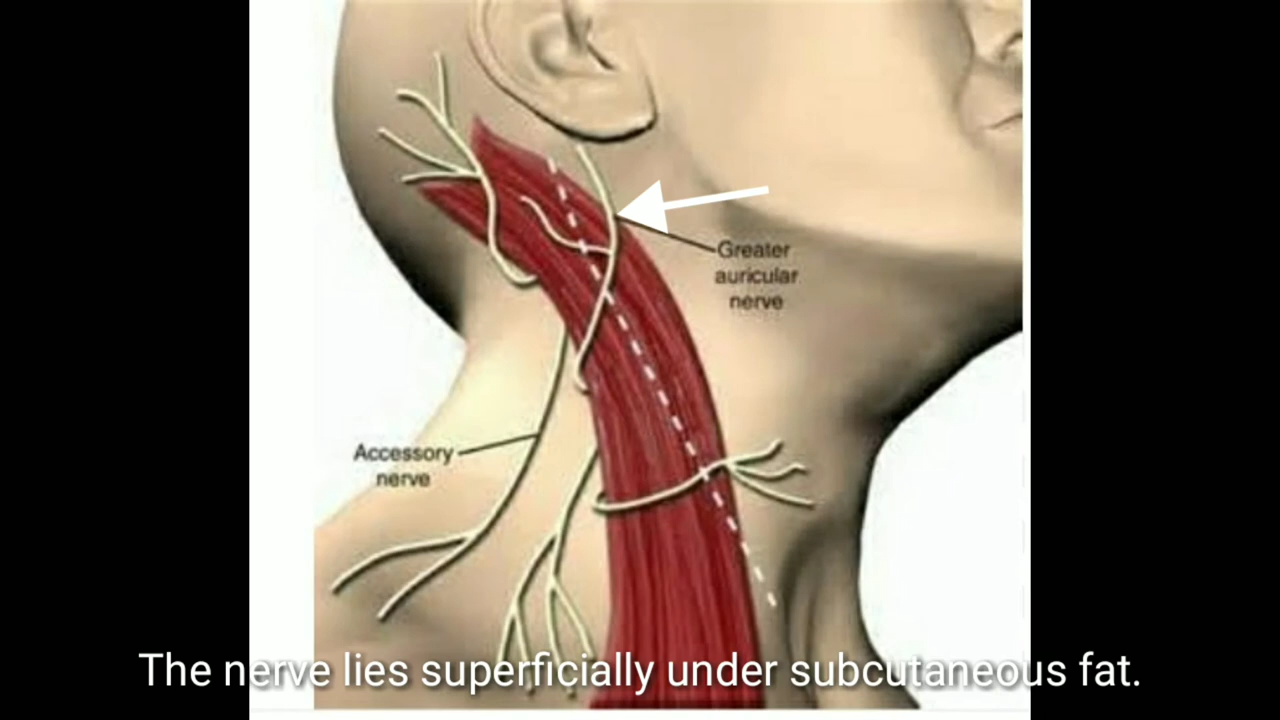 Greater
auricular
nerve
Accessory
nerve
The nerve lies superficially under subcutaneous fat.